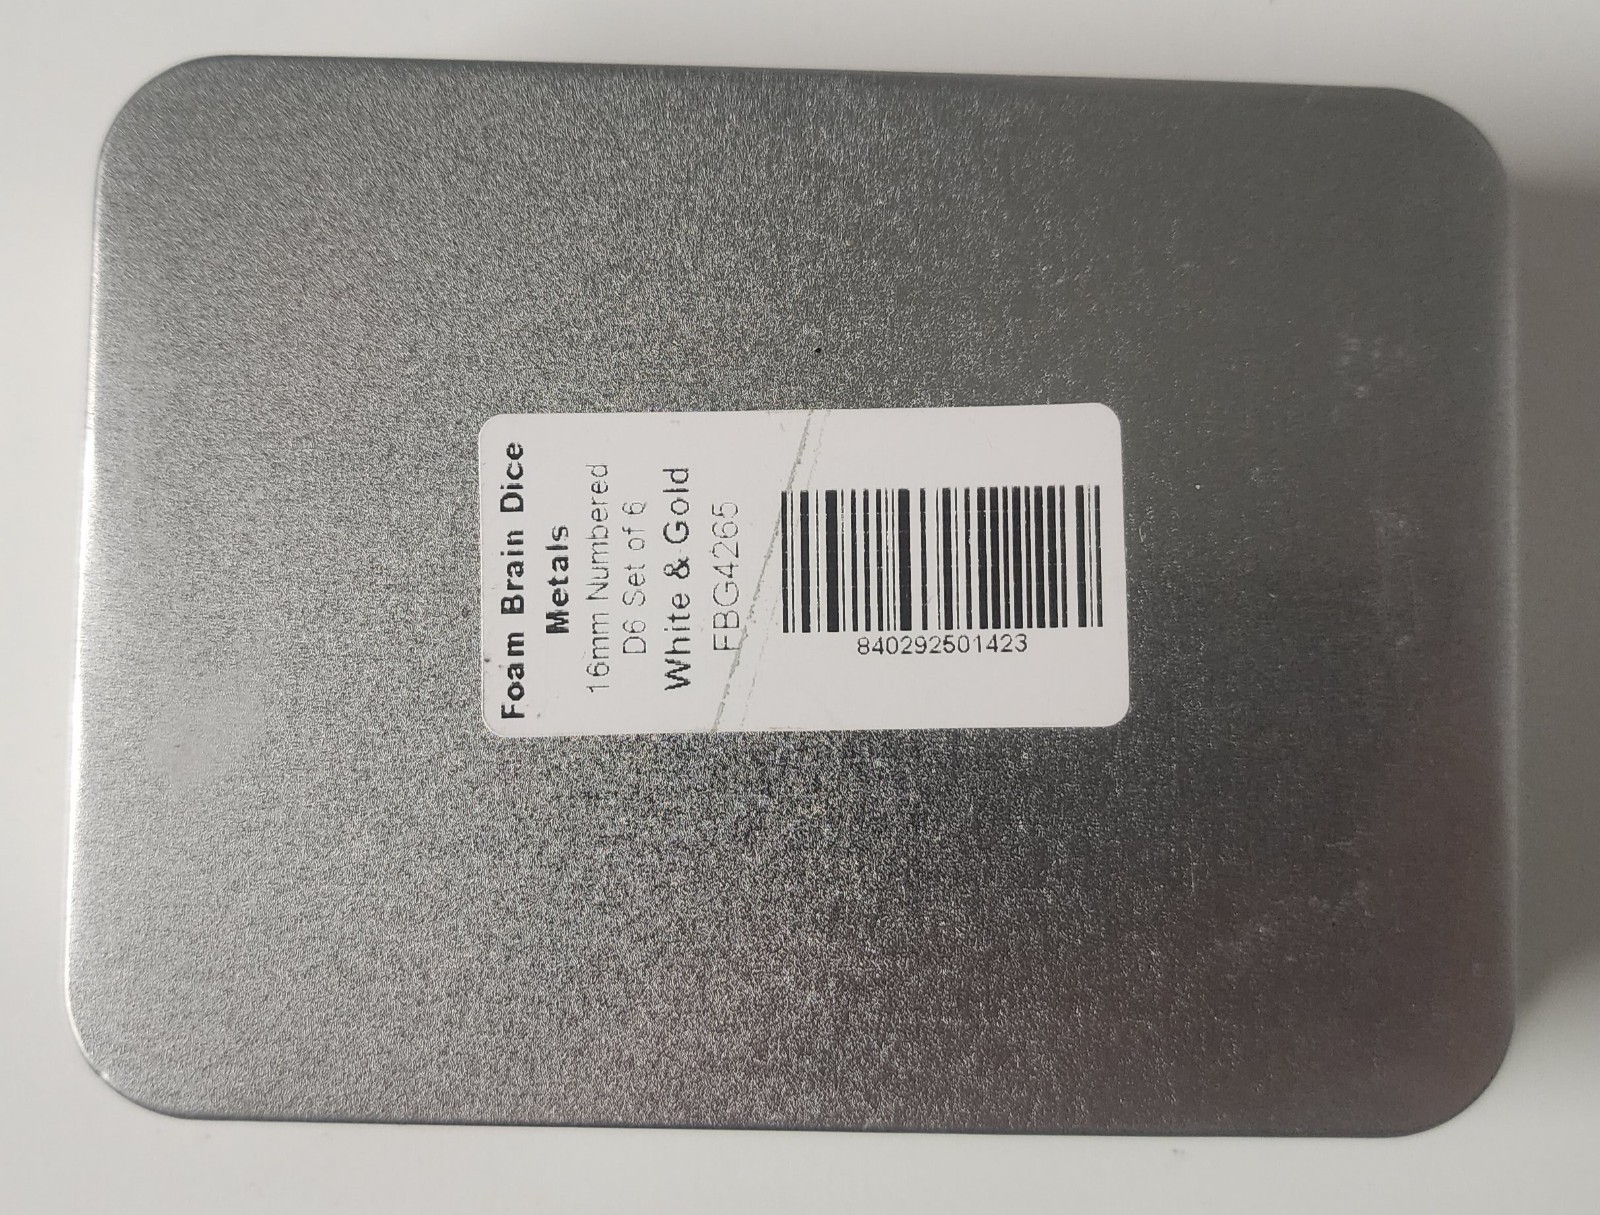 Foam Brain Dice
Metals
16mm Numbered
D6 Set of 6
White & Gold
FBG4265
840292501423